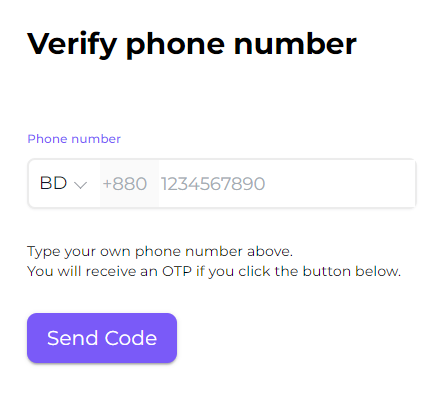 Verify phone number
Phone number
BD +880 1234567890
Type your own phone number above.
You will receive an OTP if you click the button below.
Send Code